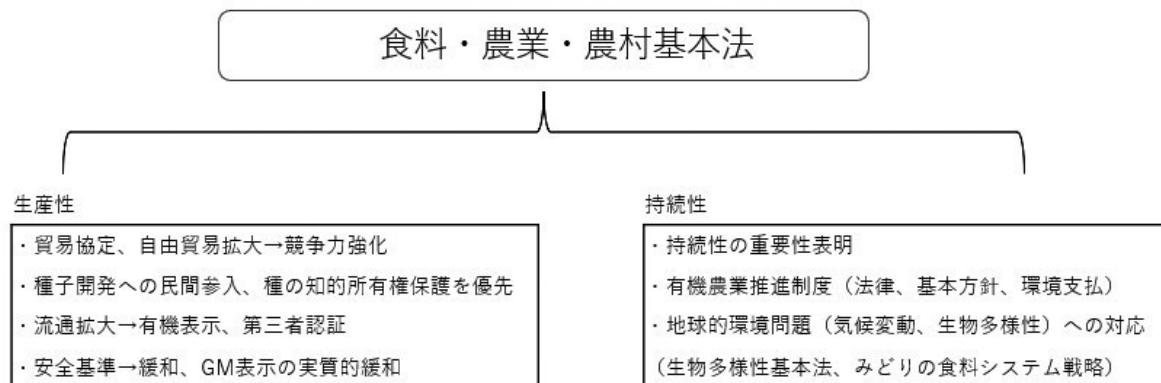 食料・農業・農村基本法
生産性
・貿易協定、自由貿易拡大→競争力強化
・種子開発への民間参入、種の知的所有権保護を優先
・流通拡大→有機表示、第三者認証
・安全基準→緩和、GM表示の実質的緩和
持続性
・持続性の重要性表明
・有機農業推進制度（法律、基本方針、環境支払）
・地球的環境問題（気候変動、生物多様性）への対応
（生物多様性基本法、みどりの食料システム戦略）